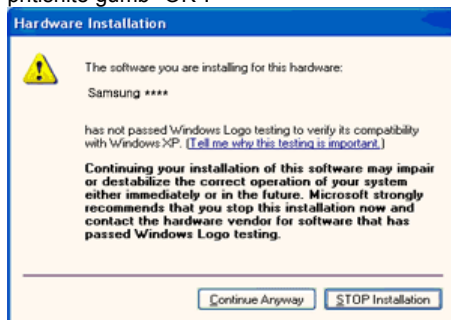 pritisnite gumb "OK".
Hardware Installation
The software you are installing for this hardware:
Samsung ****
has not passed Windows Logo testing to verify its compatibility
with Windows XP. (Tell me why this testing is important.)
Continuing your installation of this software may impair
or destabilize the correct operation of your system
either immediately or in the future. Microsoft strongly
recommends that you stop this installation now and
contact the hardware vendor for software that has
passed Windows Logo testing.
Continue Anyway
STOP Installation